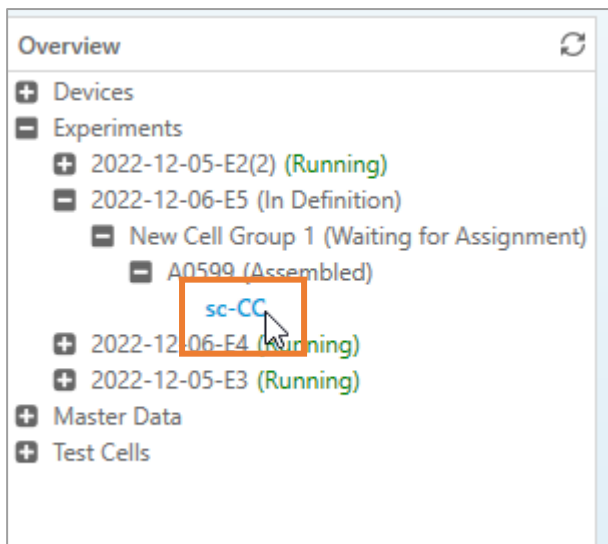 Overview
Devices
Experiments
2022-12-05-E2(2) (Running)
2022-12-06-E5 (In Definition)
New Cell Group 1 (Waiting for Assignment)
A0599 (Assembled)
sc-CC
2022-12-06-E4 (Running)
2022-12-05-E3 (Running)
Master Data
Test Cells